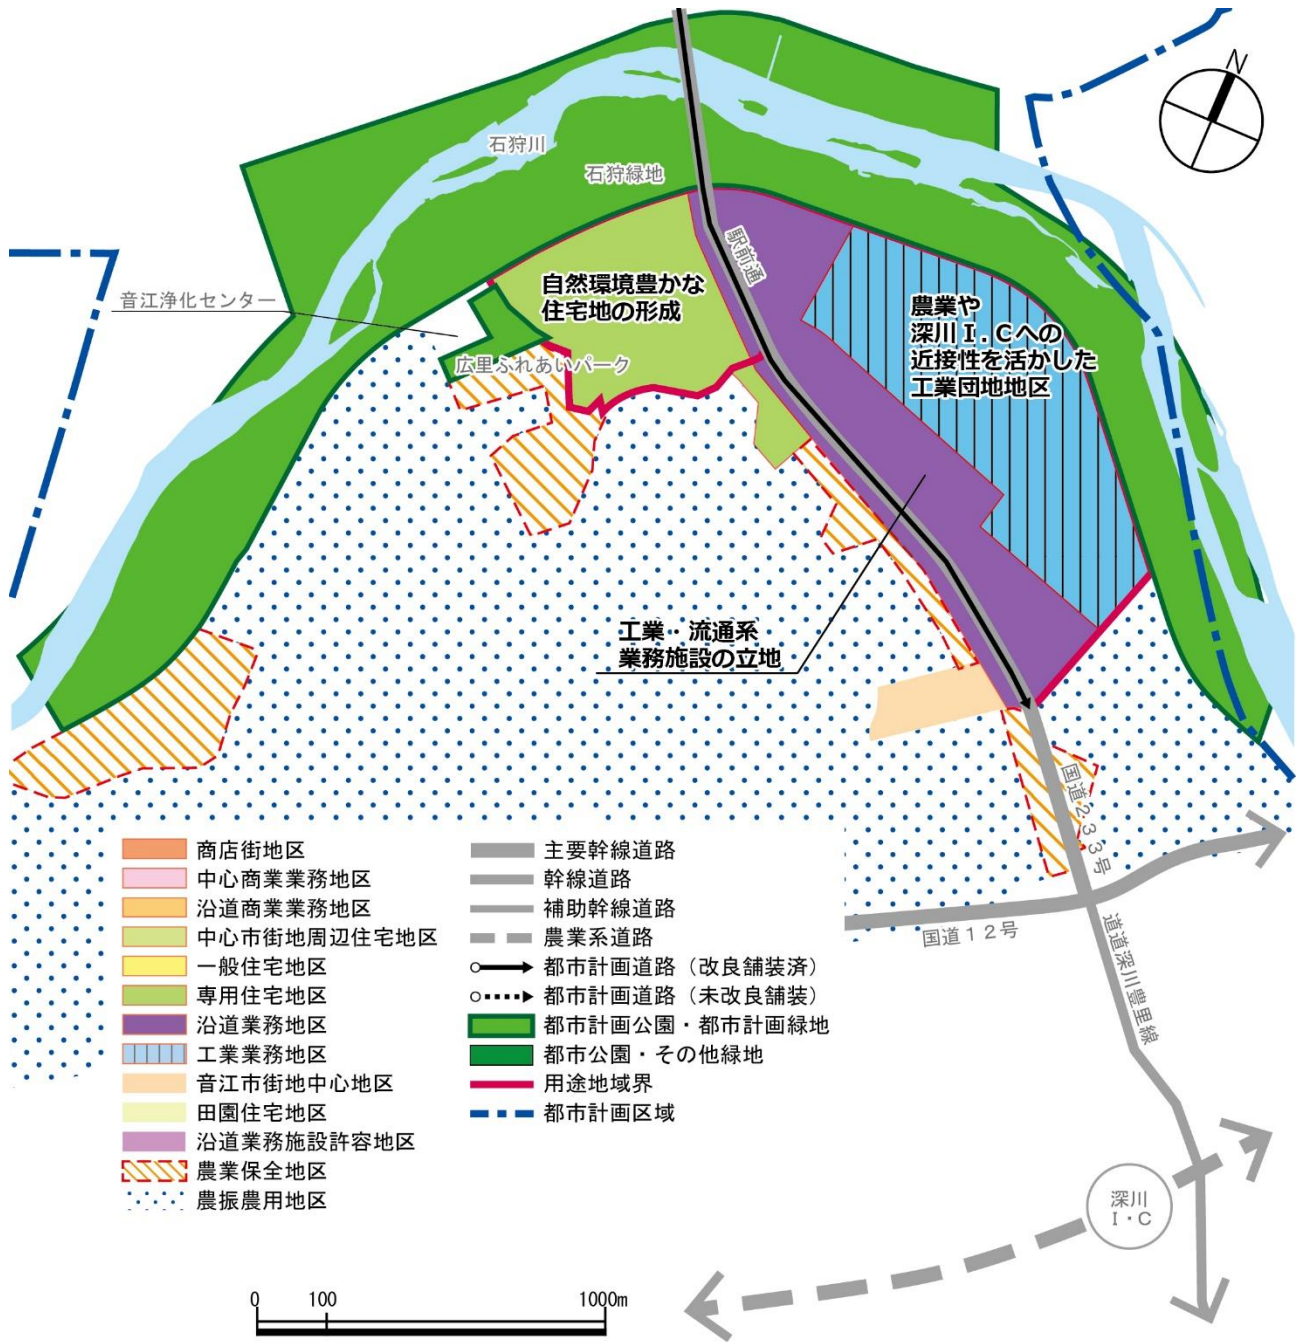 N
石狩川
石狩緑地
駅前通
音江浄化センター
自然環境豊かな
住宅地の形成
農業や
深川Ｉ.Ｃへの
近接性を活かした
工業団地地区
広里ふれあいパーク
工業・流通系
業務施設の立地
国道２３３号
国道１２号
道道深川豊里線
深川
Ｉ・Ｃ
商店街地区
中心商業業務地区
沿道商業業務地区
中心市街地周辺住宅地区
一般住宅地区
専用住宅地区
沿道業務地区
工業業務地区
音江市街地中心地区
田園住宅地区
沿道業務施設許容地区
農業保全地区
農振農用地区
主要幹線道路
幹線道路
補助幹線道路
農業系道路
都市計画道路（改良舗装済）
都市計画道路（未改良舗装）
都市計画公園・都市計画緑地
都市公園・その他緑地
用途地域界
都市計画区域
0 100 1000m